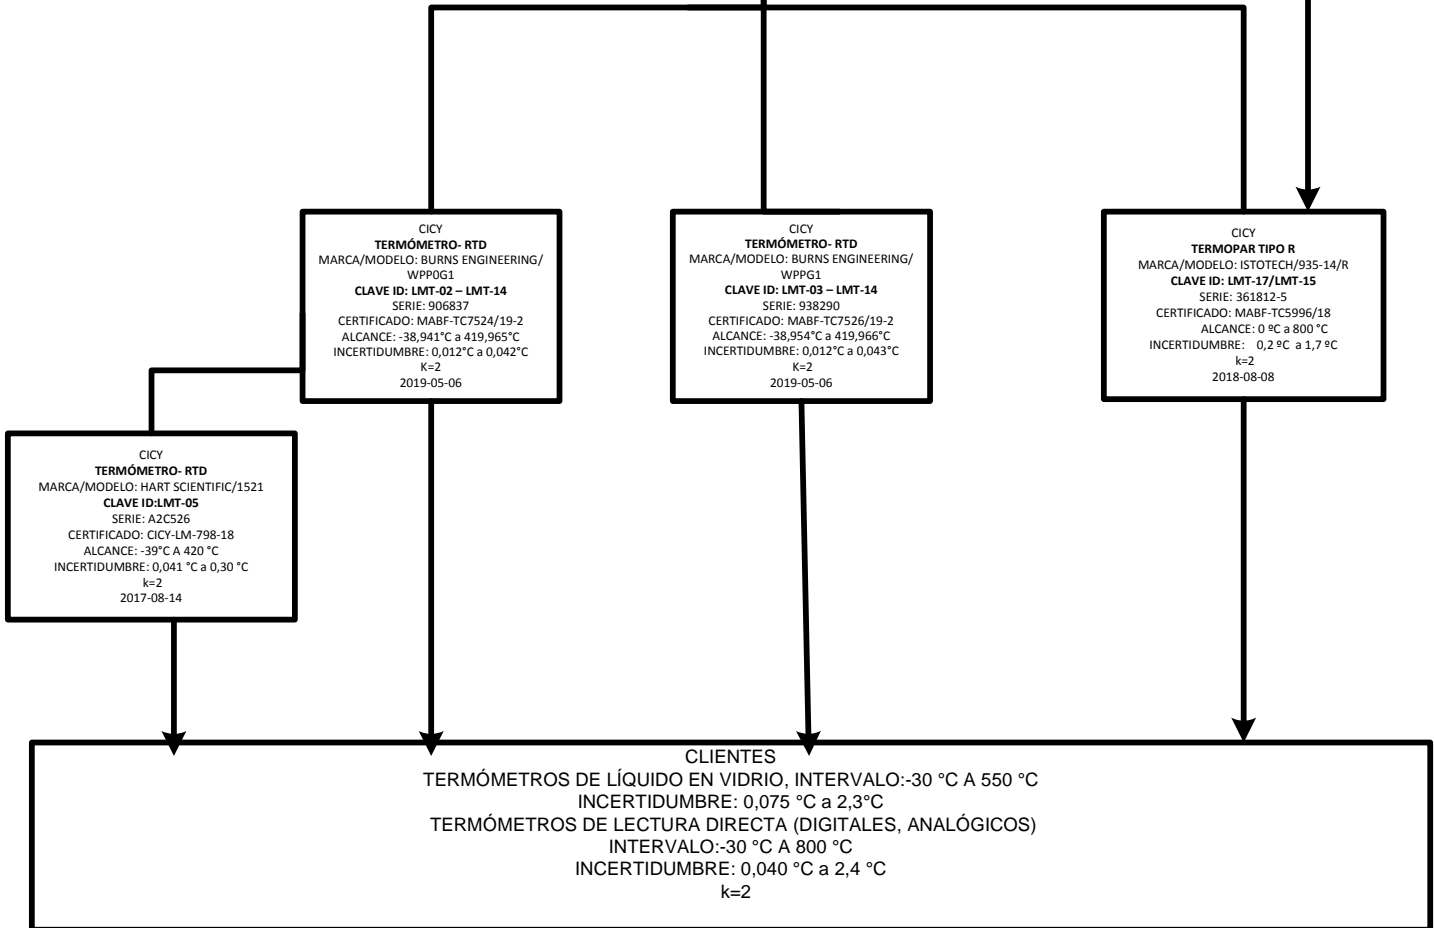 CICY
TERMÓMETRO- RTD
MARCA/MODELO: BURNS ENGINEERING/
WPP0G1
CLAVE ID: LMT-02 – LMT-14
SERIE: 906837
CERTIFICADO: MABF-TC7524/19-2
ALCANCE: -38,941°C a 419,965°C
INCERTIDUMBRE: 0,012°C a 0,042°C
K=2
2019-05-06
CICY
TERMÓMETRO- RTD
MARCA/MODELO: BURNS ENGINEERING/
WPPG1
CLAVE ID: LMT-03 – LMT-14
SERIE: 938290
CERTIFICADO: MABF-TC7526/19-2
ALCANCE: -38,954°C a 419,966°C
INCERTIDUMBRE: 0,012°C a 0,043°C
K=2
2019-05-06
CICY
TERMOPAR TIPO R
MARCA/MODELO: ISTOTECH/935-14/R
CLAVE ID: LMT-17/LMT-15
SERIE: 361812-5
CERTIFICADO: MABF-TC5996/18
ALCANCE: 0 ºC a 800 °C
INCERTIDUMBRE: 0,2 ºC a 1,7 ºC
k=2
2018-08-08
CICY
TERMÓMETRO- RTD
MARCA/MODELO: HART SCIENTIFIC/1521
CLAVE ID:LMT-05
SERIE: A2C526
CERTIFICADO: CICY-LM-798-18
ALCANCE: -39°C A 420 °C
INCERTIDUMBRE: 0,041 °C a 0,30 °C
k=2
2017-08-14
CLIENTES
TERMÓMETROS DE LÍQUIDO EN VIDRIO, INTERVALO:-30 °C A 550 °C
INCERTIDUMBRE: 0,075 °C a 2,3°C
TERMÓMETROS DE LECTURA DIRECTA (DIGITALES, ANALÓGICOS)
INTERVALO:-30 °C A 800 °C
INCERTIDUMBRE: 0,040 °C a 2,4 °C
k=2